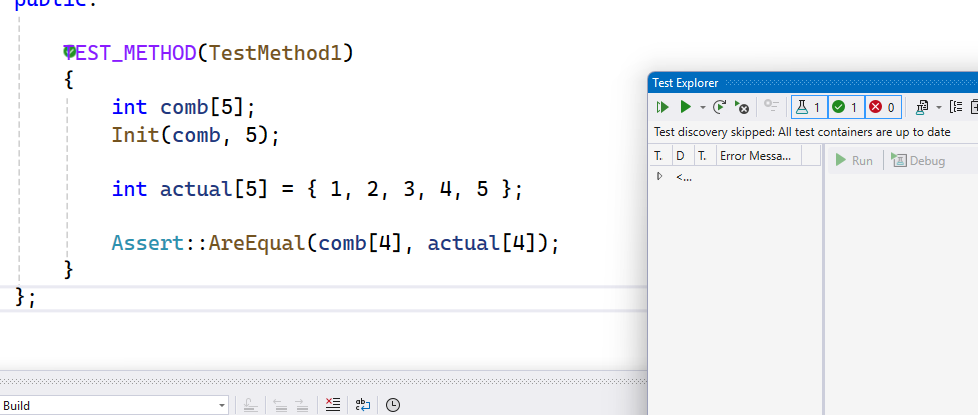 public:
TEST_METHOD(TestMethod1)
{
int comb[5];
Init(comb, 5);
int actual[5] = { 1, 2, 3, 4, 5 };
Assert::AreEqual(comb[4], actual[4]);
}
};
Test Explorer
1 1 0
Test discovery skipped: All test containers are up to date
T. D T. Error Messa...
Run Debug
<...
Build